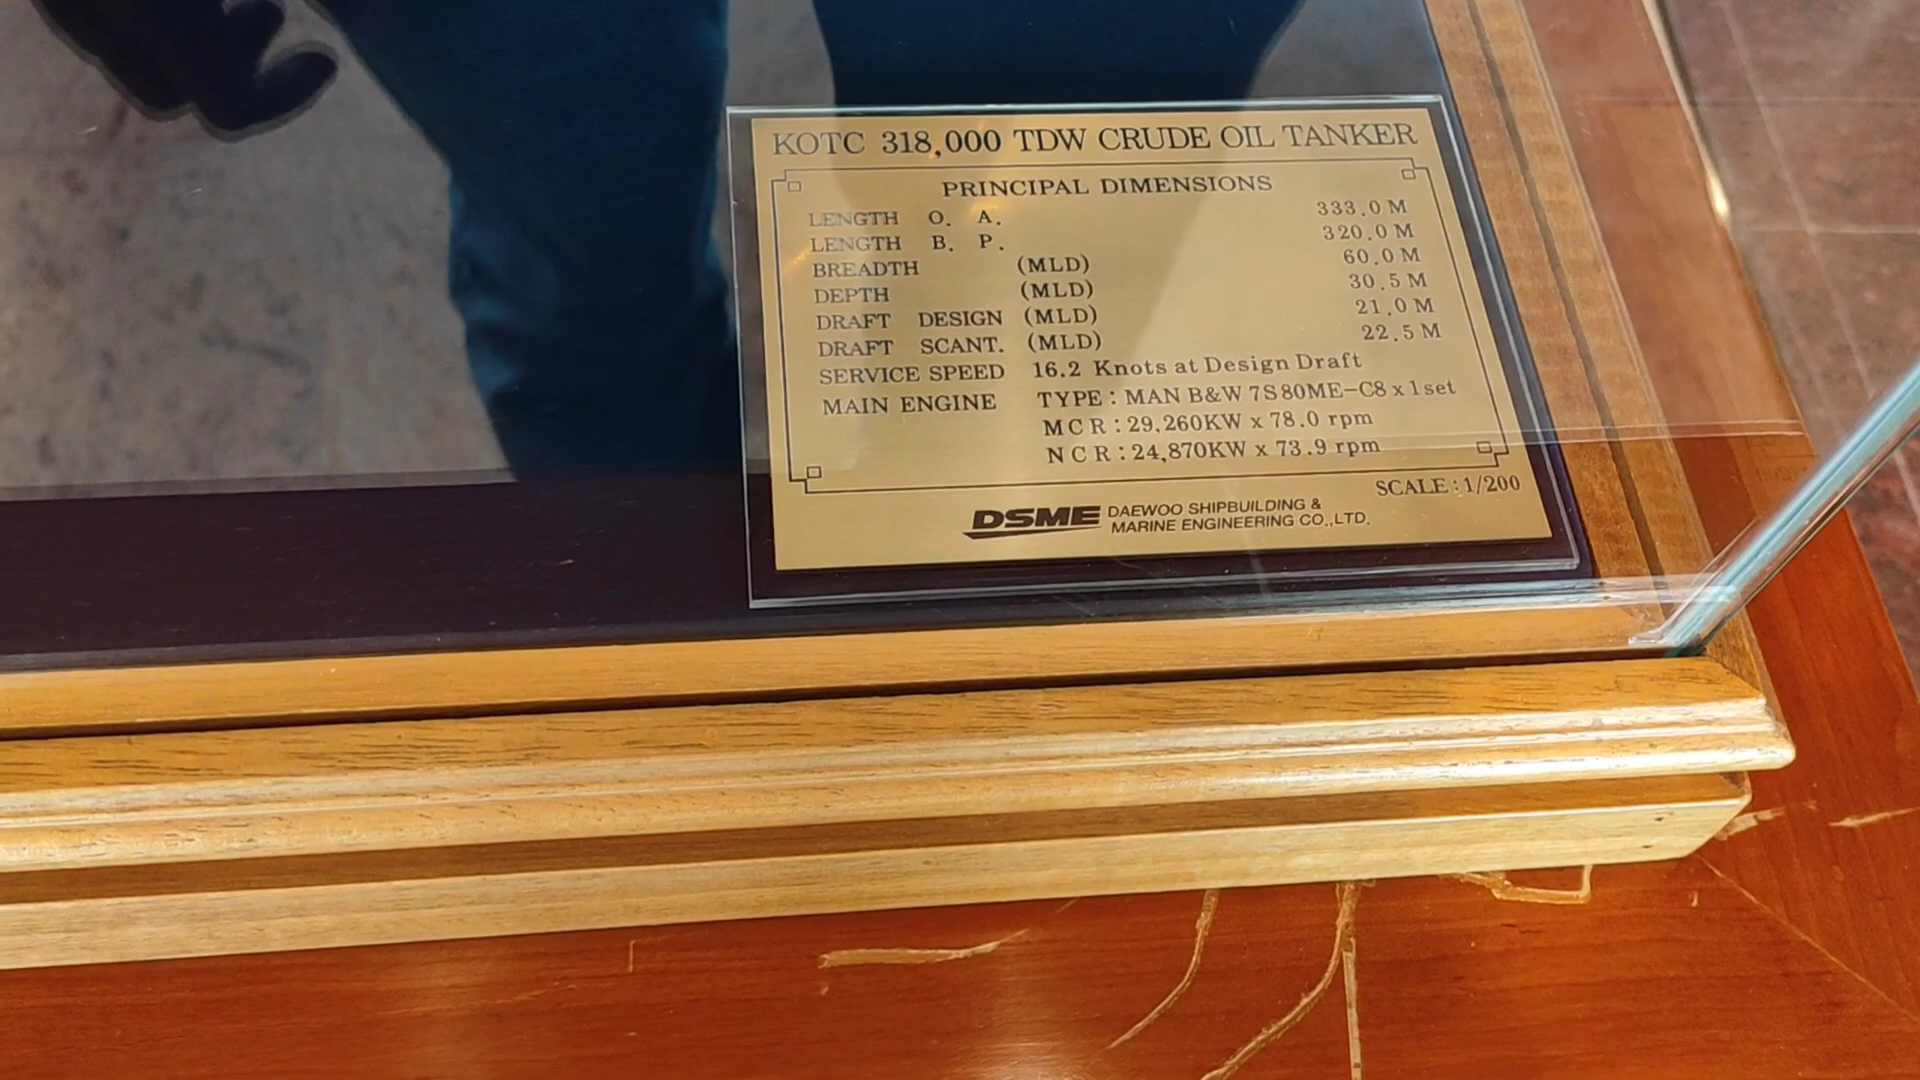 KOTC 318,000 TDW CRUDE OIL TANKER
PRINCIPAL DIMENSIONS
LENGTH O. A. 333.0 M
LENGTH B. P. 320.0 M
BREADTH (MLD) 60.0 M
DEPTH (MLD) 30.5 M
DRAFT DESIGN (MLD) 21.0 M
DRAFT SCANT. (MLD) 22.5 M
SERVICE SPEED 16.2 Knots at Design Draft
MAIN ENGINE TYPE : MAN B&W 7S80ME-C8 x 1set
M C R : 29,260KW x 78.0 rpm
N C R : 24,870KW x 73.9 rpm
SCALE : 1/200
DSME DAEWOO SHIPBUILDING &
MARINE ENGINEERING CO.,LTD.